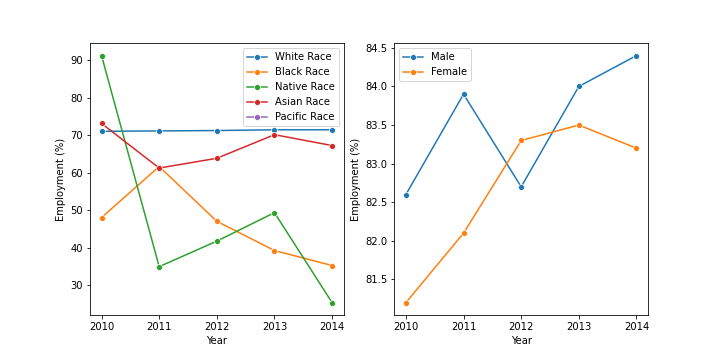 White Race
Black Race
Native Race
Asian Race
Pacific Race
90
80
70
60
50
40
30
Employment (%)
2010 2011 2012 2013 2014
Year
Male
Female
84.5
84.0
83.5
83.0
82.5
82.0
81.5
Employment (%)
2010 2011 2012 2013 2014
Year